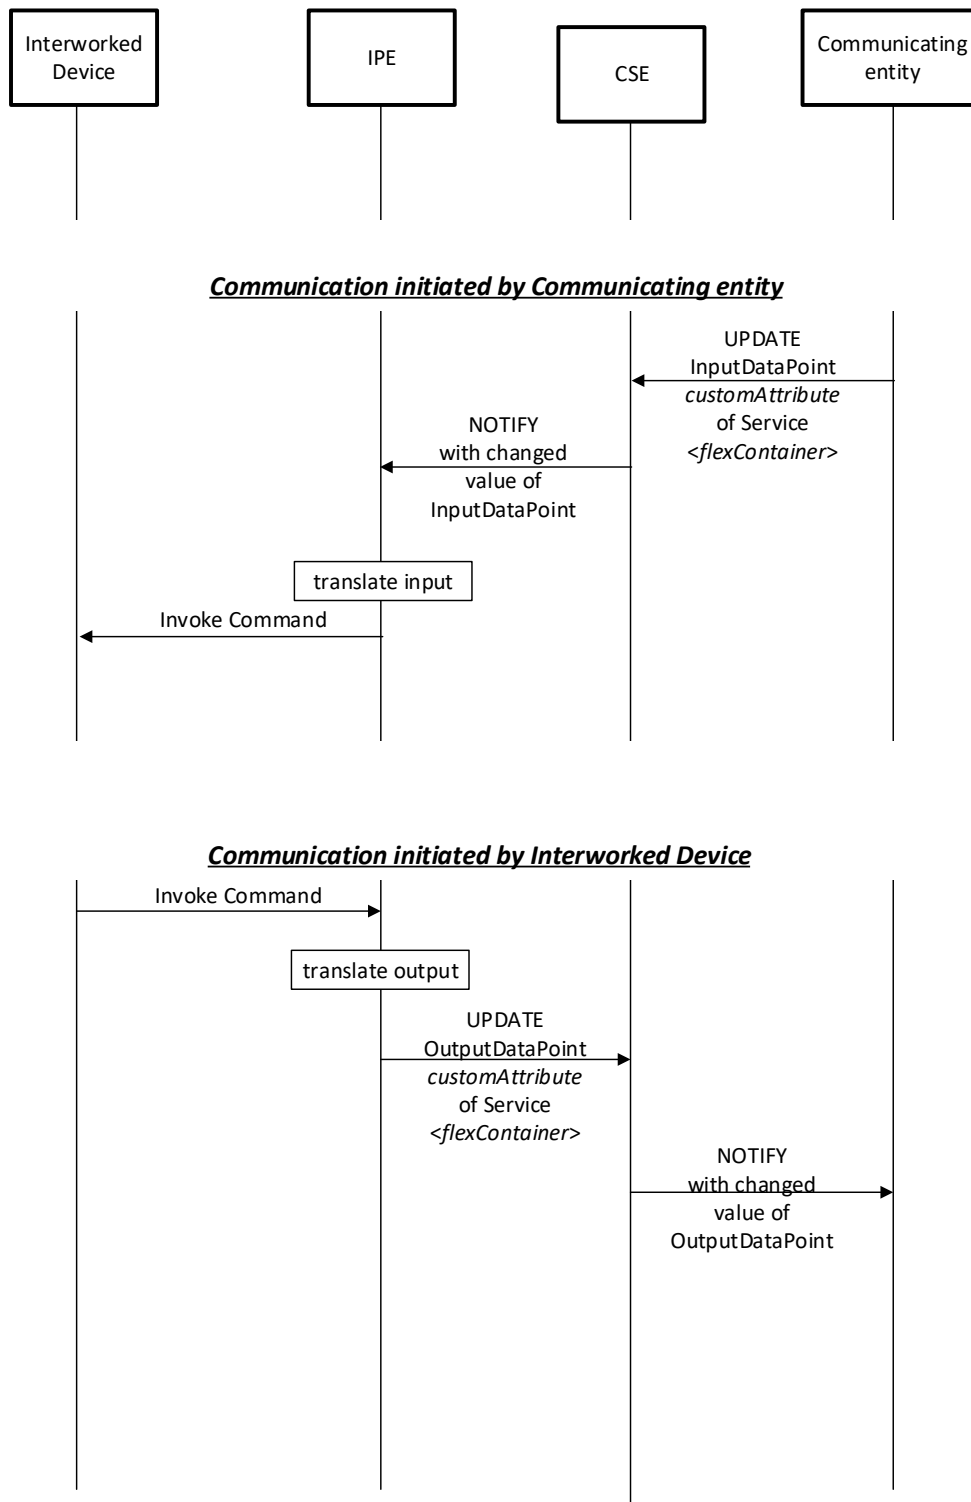 Interworked
Device
IPE
CSE
Communicating
entity
Communication initiated by Communicating entity
UPDATE
InputDataPoint
customAttribute
of Service
<flexContainer>
NOTIFY
with changed
value of
InputDataPoint
translate input
Invoke Command
Communication initiated by Interworked Device
Invoke Command
translate output
UPDATE
OutputDataPoint
customAttribute
of Service
<flexContainer>
NOTIFY
with changed
value of
OutputDataPoint